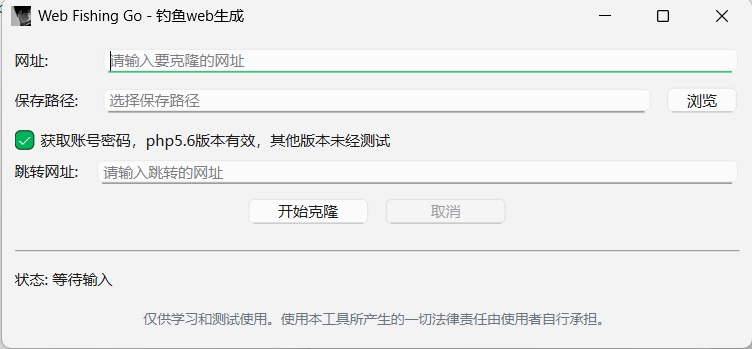 Web Fishing Go - 钓鱼web生成
网址:
请输入要克隆的网址
保存路径:
选择保存路径
浏览
获取账号密码，php5.6版本有效，其他版本未经测试
跳转网址:
请输入跳转的网址
开始克隆
取消
状态: 等待输入
仅供学习和测试使用。使用本工具所产生的一切法律责任由使用者自行承担。